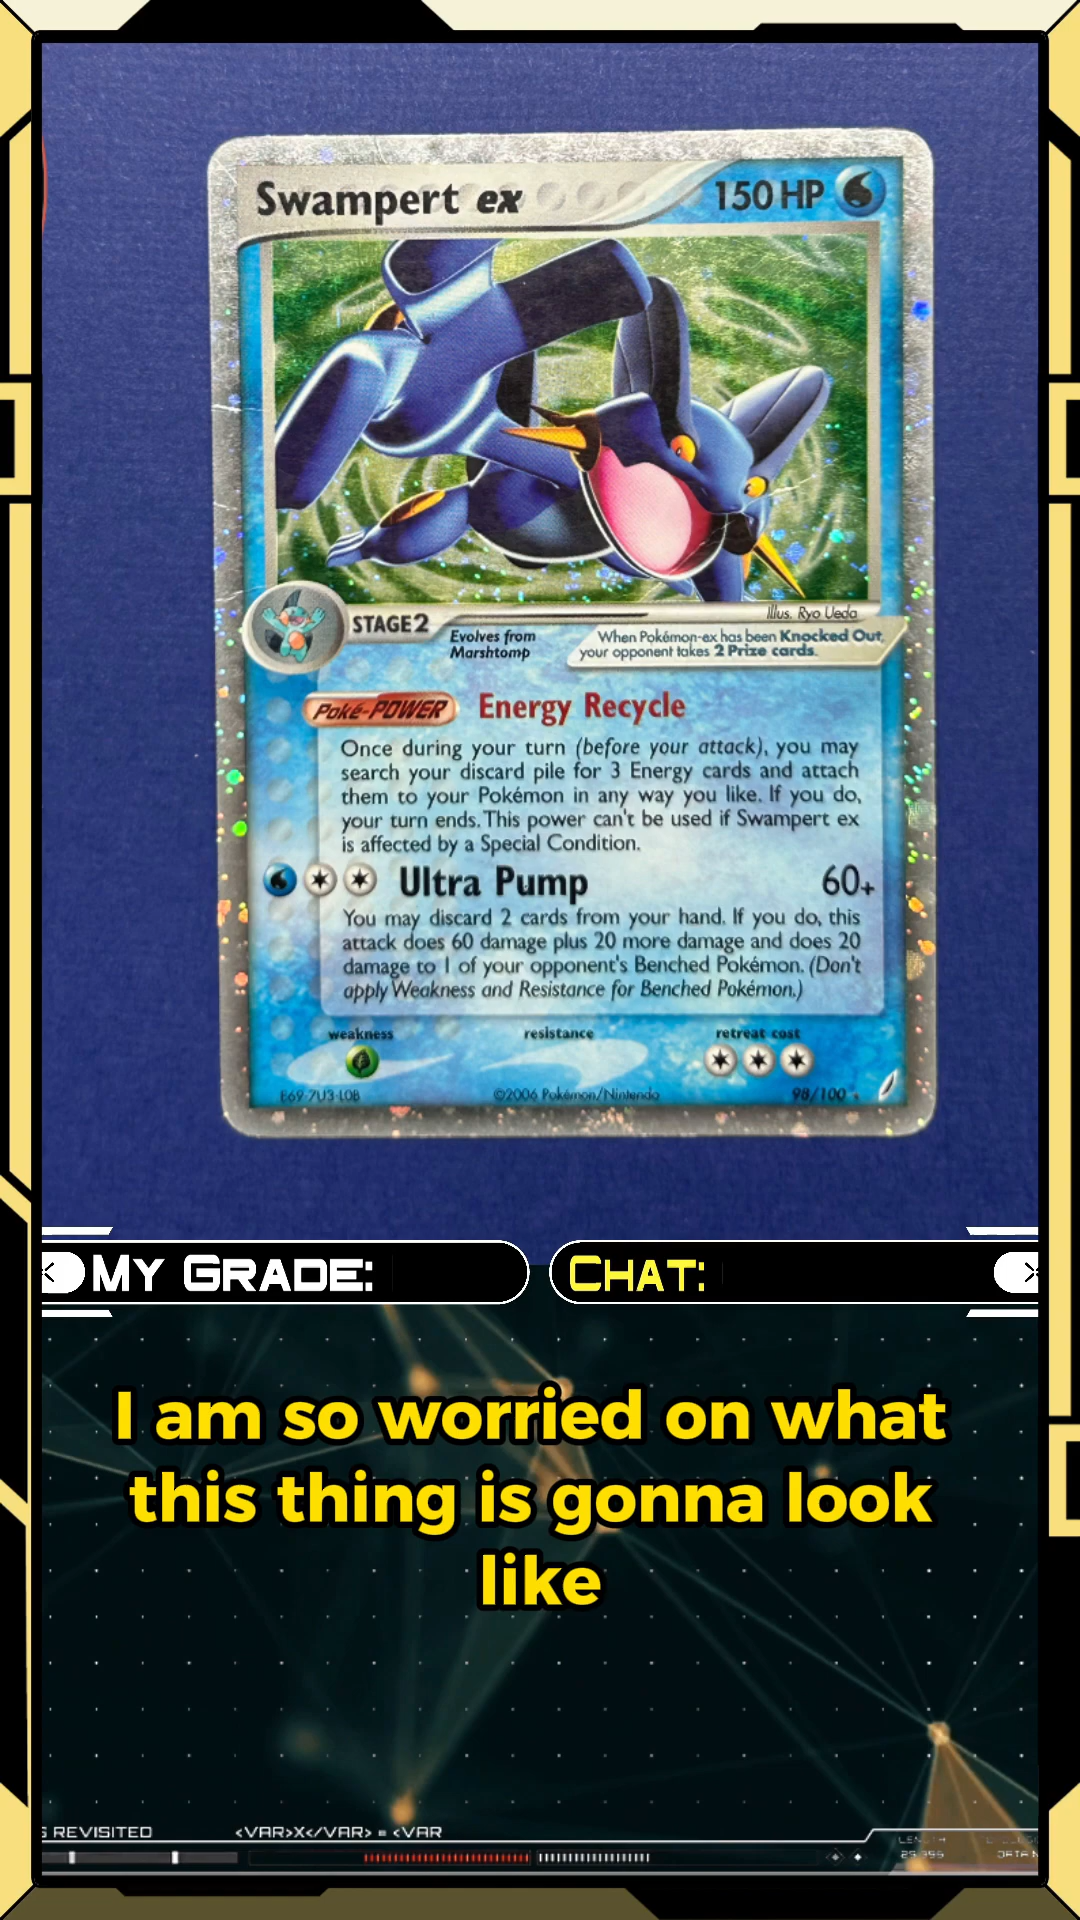 Swampert ex 150 HP
Illus. Ryo Ueda
STAGE 2
Evolves from
Marshtomp
When Pokémon-ex has been Knocked Out,
your opponent takes 2 Prize cards.
Poké-POWER Energy Recycle
Once during your turn (before your attack), you may
search your discard pile for 3 Energy cards and attach
them to your Pokémon in any way you like. If you do,
your turn ends. This power can't be used if Swampert ex
is affected by a Special Condition.
Ultra Pump 60+
You may discard 2 cards from your hand. If you do, this
attack does 60 damage plus 20 more damage and does 20
damage to 1 of your opponent's Benched Pokémon. (Don't
apply Weakness and Resistance for Benched Pokémon.)
weakness resistance retreat cost
E69-7U3-L0B ©2006 Pokémon/Nintendo 98/100
MY GRADE: CHAT:
I am so worried on what
this thing is gonna look
like
REVISITED <VAR>X</VAR> = <VAR